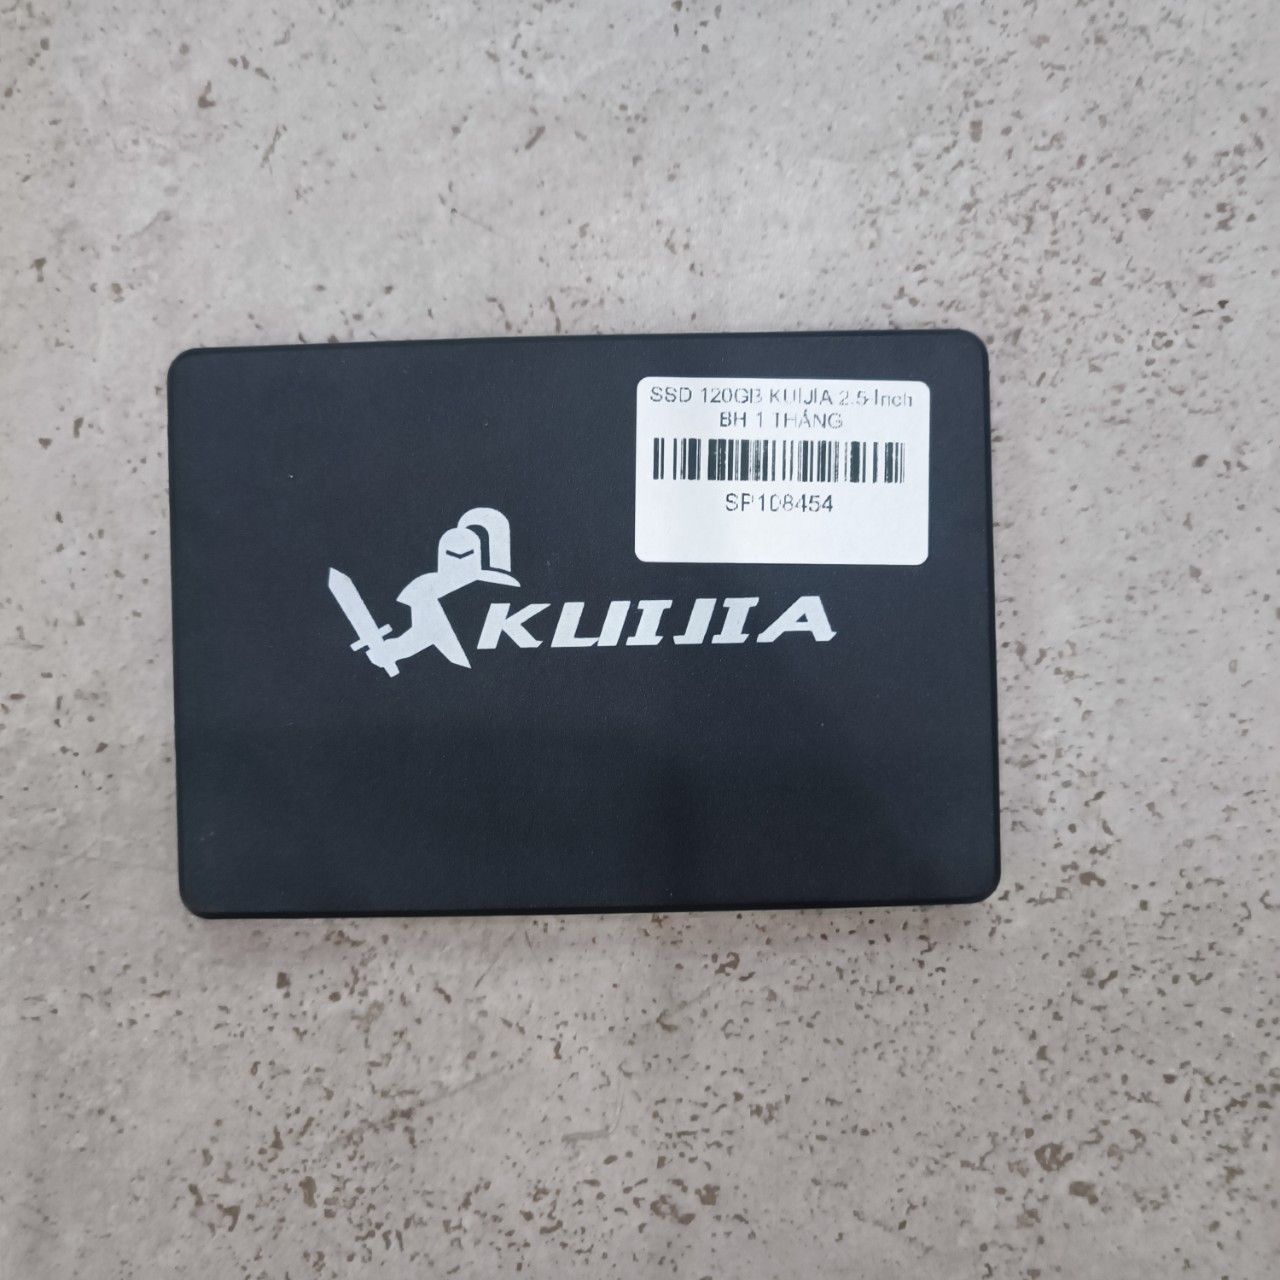 SSD 120GB KUIJIA 2.5 Inch
BH 1 THÁNG
SP108454
KUIJIA